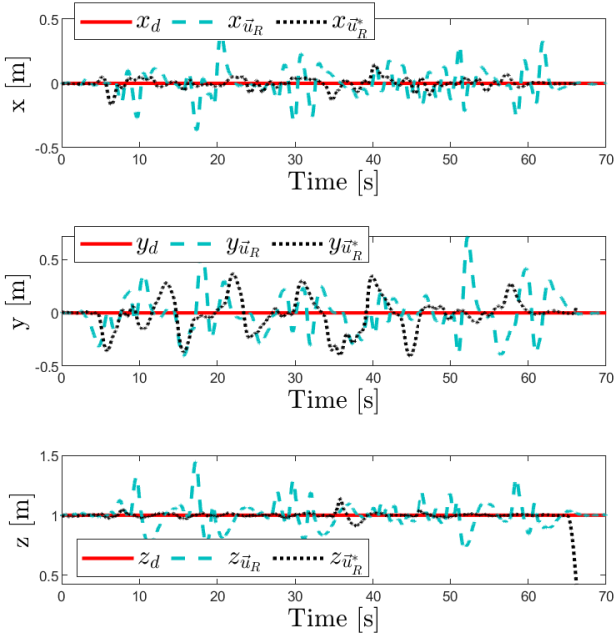 0.5
x_d x_{\vec{u}_R} x_{\vec{u}_R^*}
x [m]
0
-0.5
0 10 20 30 40 50 60 70
Time [s]
y_d y_{\vec{u}_R} y_{\vec{u}_R^*}
0.5
y [m]
0
-0.5
0 10 20 30 40 50 60 70
Time [s]
1.5
z [m]
1
z_d z_{\vec{u}_R} z_{\vec{u}_R^*}
0.5
0 10 20 30 40 50 60 70
Time [s]